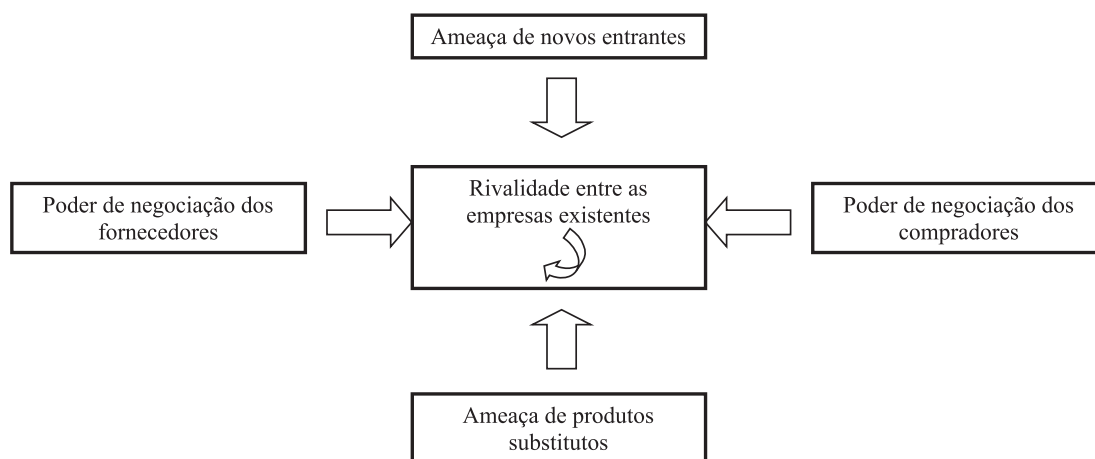 Ameaça de novos entrantes
Poder de negociação dos
fornecedores
Rivalidade entre as
empresas existentes
Poder de negociação dos
compradores
Ameaça de produtos
substitutos